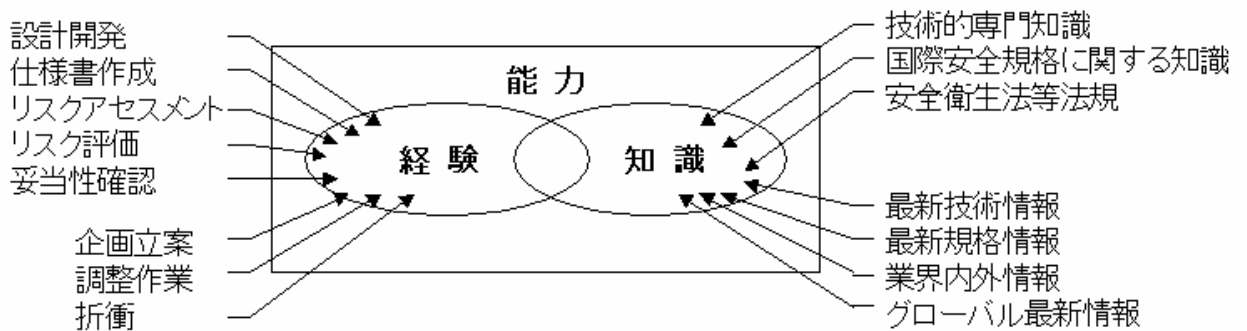 設計開発
仕様書作成
リスクアセスメント
リスク評価
妥当性確認
企画立案
調整作業
折衝
能力
経験
知識
技術的専門知識
国際安全規格に関する知識
安全衛生法等法規
最新技術情報
最新規格情報
業界内外情報
グローバル最新情報